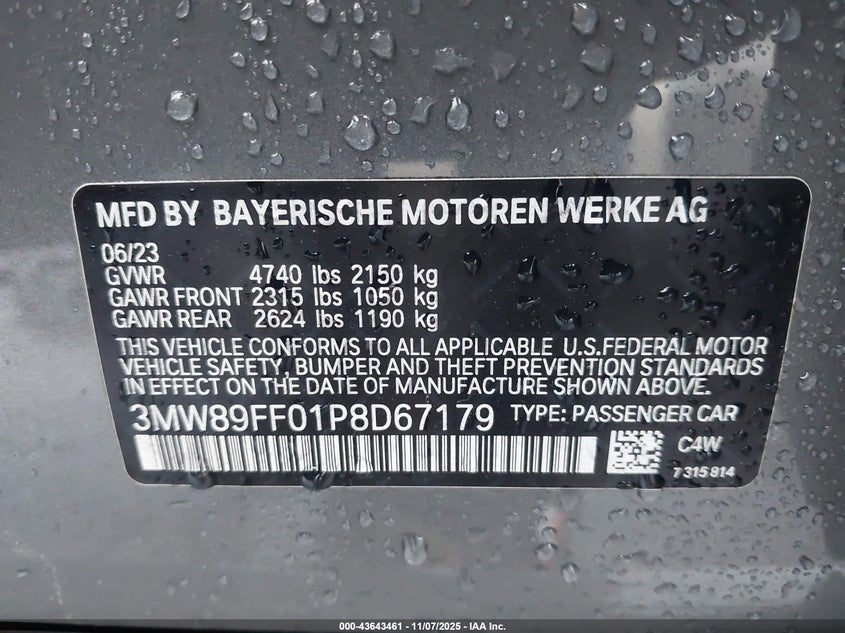 MFD BY BAYERISCHE MOTOREN WERKE AG
06/23
GVWR 4740 lbs 2150 kg
GAWR FRONT 2315 lbs 1050 kg
GAWR REAR 2624 lbs 1190 kg
THIS VEHICLE CONFORMS TO ALL APPLICABLE U.S.FEDERAL MOTOR
VEHICLE SAFETY, BUMPER AND THEFT PREVENTION STANDARDS
IN EFFECT ON THE DATE OF MANUFACTURE SHOWN ABOVE.
3MW89FF01P8D67179 TYPE: PASSENGER CAR
C4W
7315814
000-43643461 - 11/07/2025 - IAA Inc.